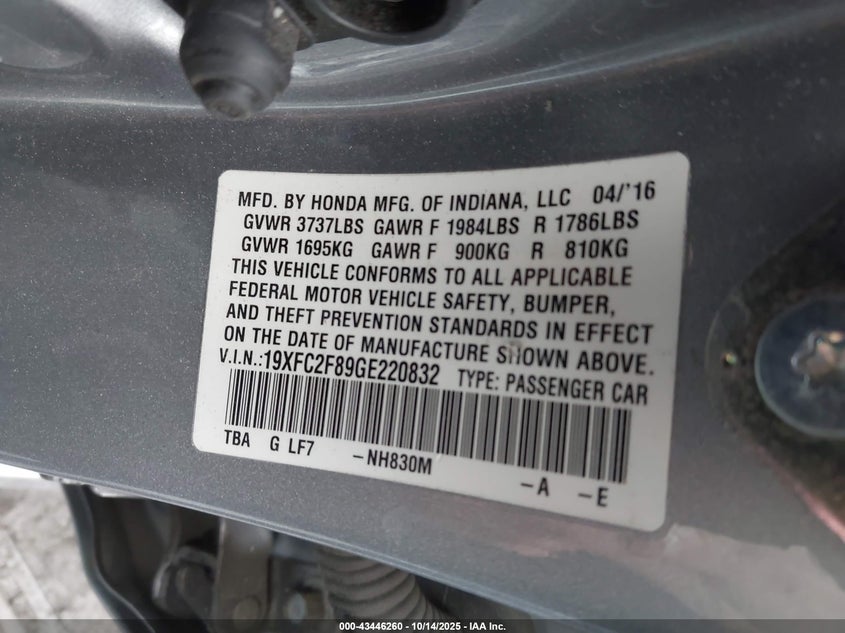 MFD. BY HONDA MFG. OF INDIANA, LLC 04/'16
GVWR 3737LBS GAWR F 1984LBS R 1786LBS
GVWR 1695KG GAWR F 900KG R 810KG
THIS VEHICLE CONFORMS TO ALL APPLICABLE
FEDERAL MOTOR VEHICLE SAFETY, BUMPER,
AND THEFT PREVENTION STANDARDS IN EFFECT
ON THE DATE OF MANUFACTURE SHOWN ABOVE.
V.I.N.:19XFC2F89GE220832 TYPE: PASSENGER CAR
TBA G LF7 -NH830M -A -E
000-43446260 - 10/14/2025 - IAA Inc.